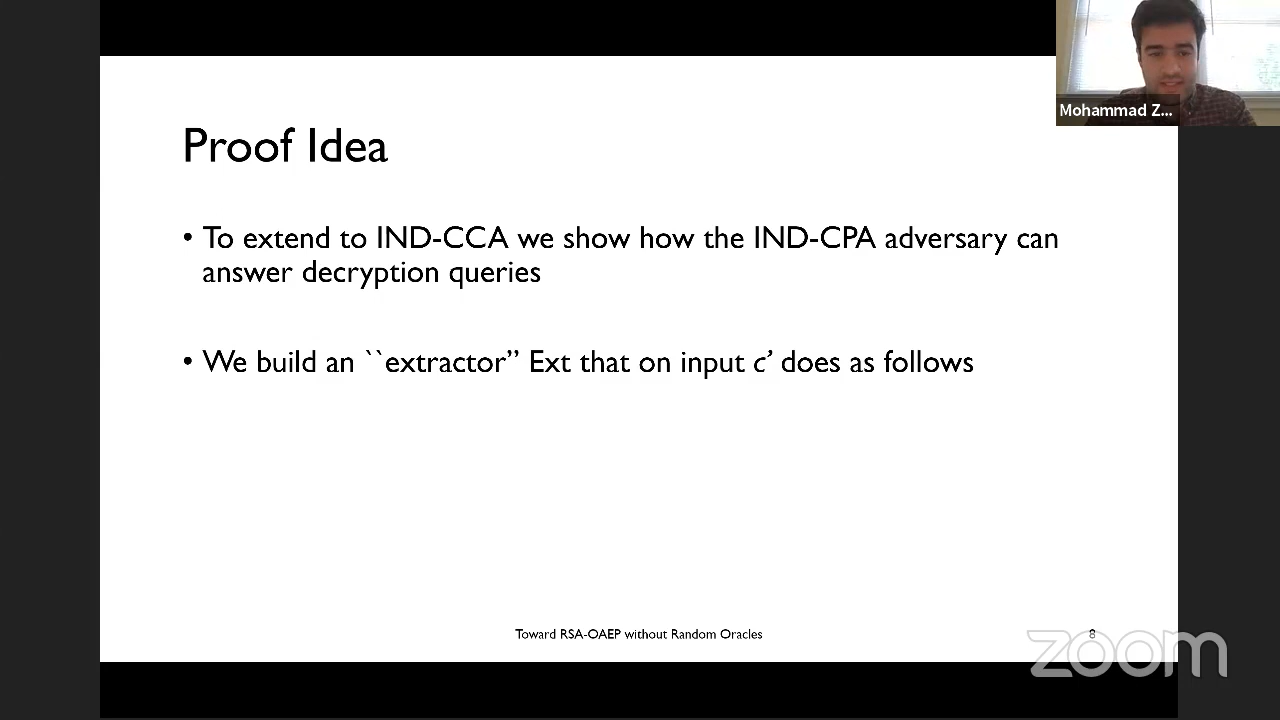 Mohammad Z...
Proof Idea
• To extend to IND-CCA we show how the IND-CPA adversary can
answer decryption queries
• We build an ``extractor” Ext that on input c’ does as follows
Toward RSA-OAEP without Random Oracles
8
zoom